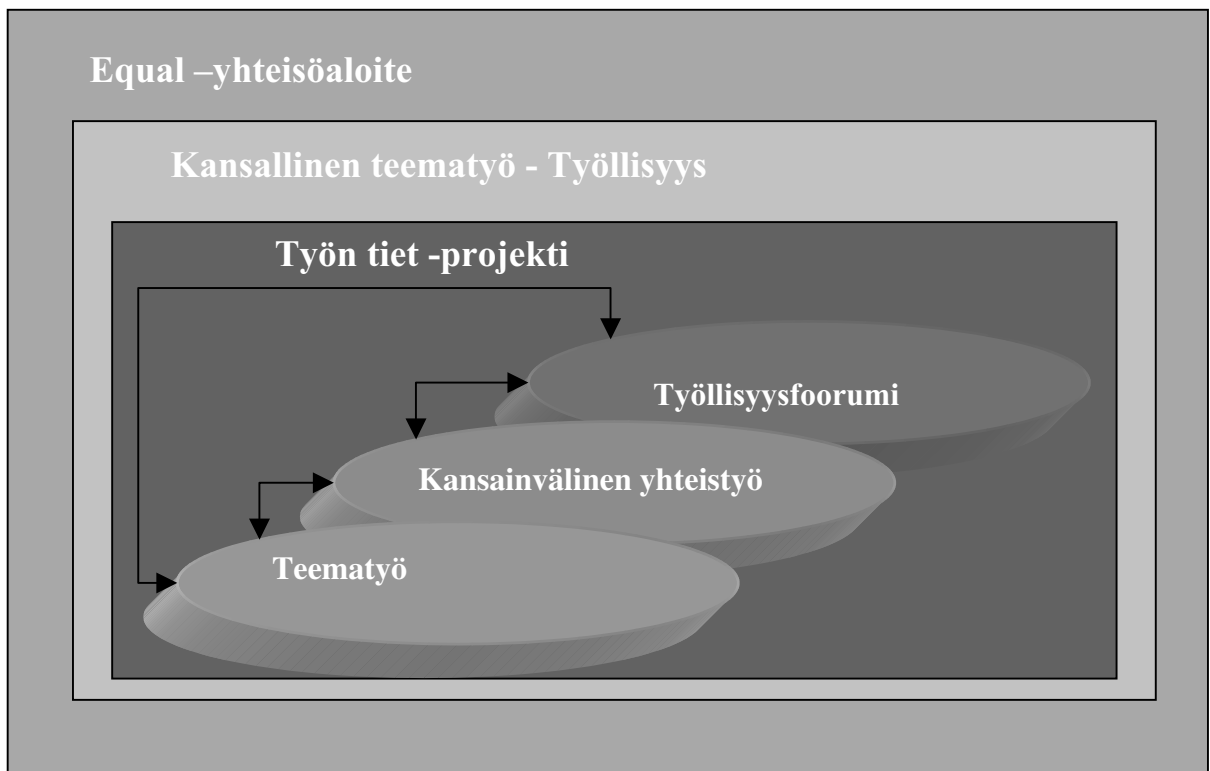 Equal –yhteisöaloite
Kansallinen teematyö - Työllisyys
Työn tiet -projekti
Työllisyysfoorumi
Kansainvälinen yhteistyö
Teematyö